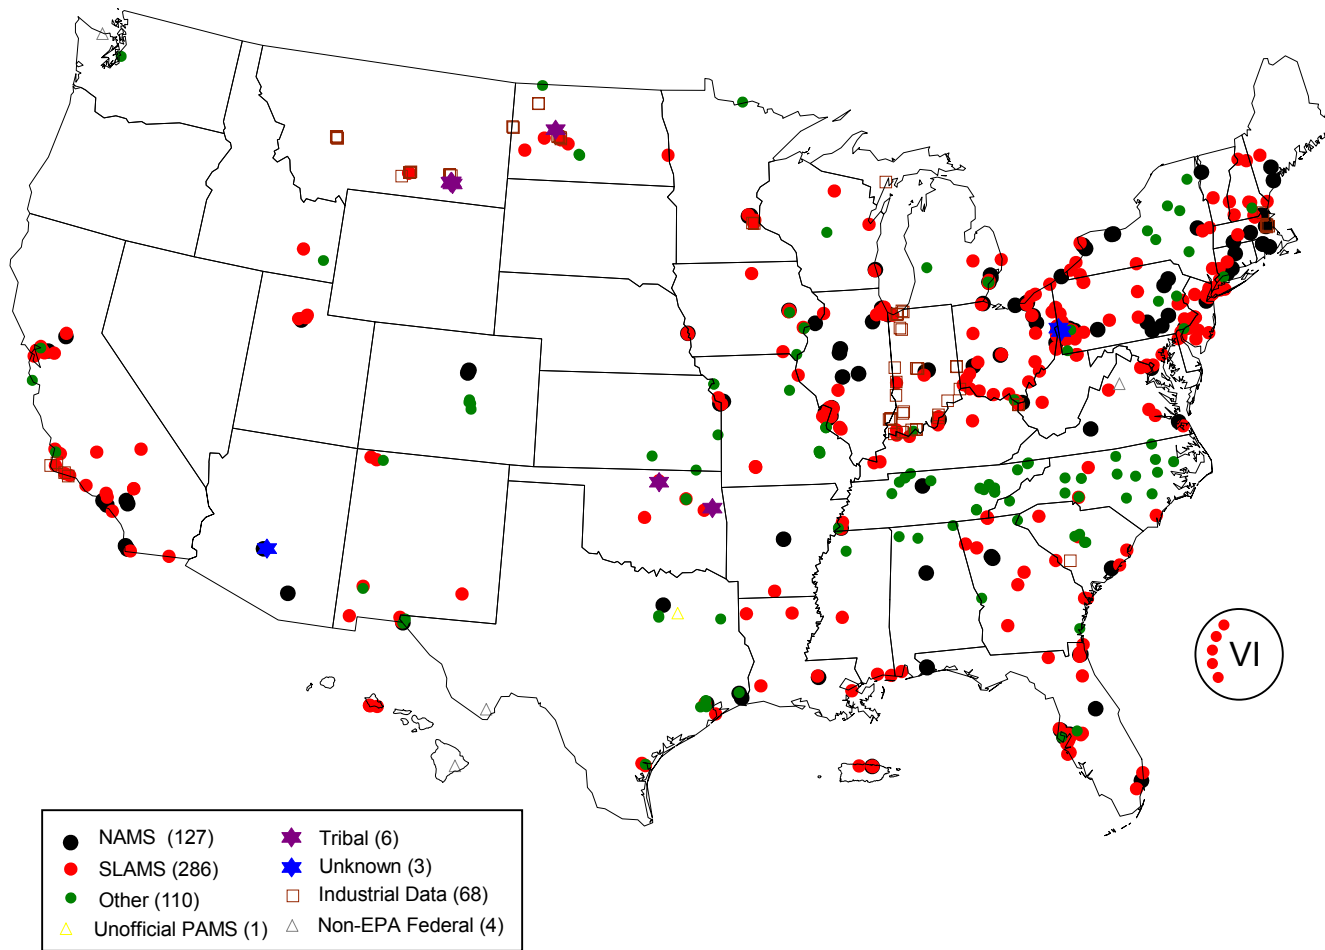 VI
NAMS (127)
SLAMS (286)
Other (110)
Unofficial PAMS (1)
Tribal (6)
Unknown (3)
Industrial Data (68)
Non-EPA Federal (4)